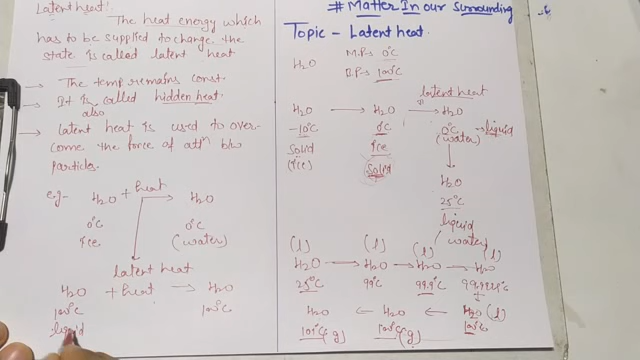 Latent heat:
The heat energy which
has to be supplied to change the
state is called latent heat
→ The temp remains const.
→ It is called hidden heat.
also
→ latent heat is used to over-
come the force of attⁿ b/w
particles.
e.g- H₂O + heat → H₂O
0°C 0°C
Ice (water)
latent heat
H₂O + heat → H₂O
100°C 100°C
liquid
# Matter In our Surrounding
Topic - Latent heat.
H₂O M.P → 0°C
B.P → 100°C
latent heat
H₂O → H₂O → H₂O
-10°C 0°C 0°C → liquid
Solid Ice (water)
(Ice) Solid
H₂O
25°C
liquid
water
(l) (l) (l) (l)
H₂O → H₂O → H₂O → H₂O
25°C 99°C 99.9°C
H₂O ← H₂O ← H₂O (l)
(g) 100°C (g) 100°C